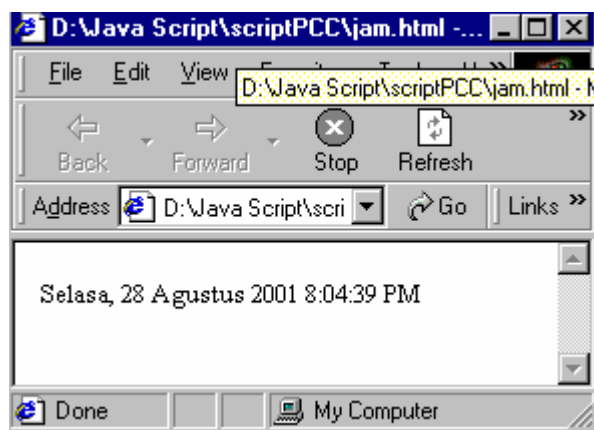 D:\Java Script\scriptPCC\jam.html -...
File Edit View
D:\Java Script\scriptPCC\jam.html - M
Back Forward Stop Refresh
Address D:\Java Script\scri Go Links
Selasa, 28 Agustus 2001 8:04:39 PM
Done My Computer